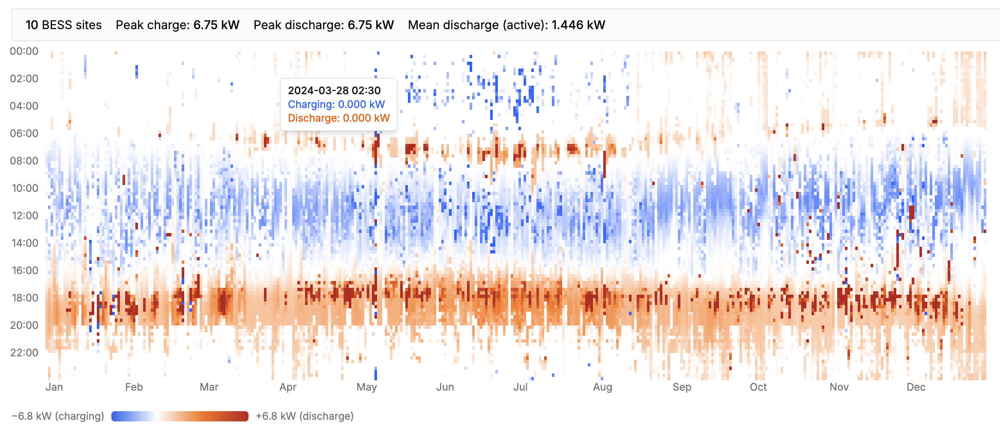 10 BESS sites Peak charge: 6.75 kW Peak discharge: 6.75 kW Mean discharge (active): 1.446 kW
00:00
02:00
2024-03-28 02:30
Charging: 0.000 kW
Discharge: 0.000 kW
04:00
06:00
08:00
10:00
12:00
14:00
16:00
18:00
20:00
22:00
Jan Feb Mar Apr May Jun Jul Aug Sep Oct Nov Dec
−6.8 kW (charging) +6.8 kW (discharge)